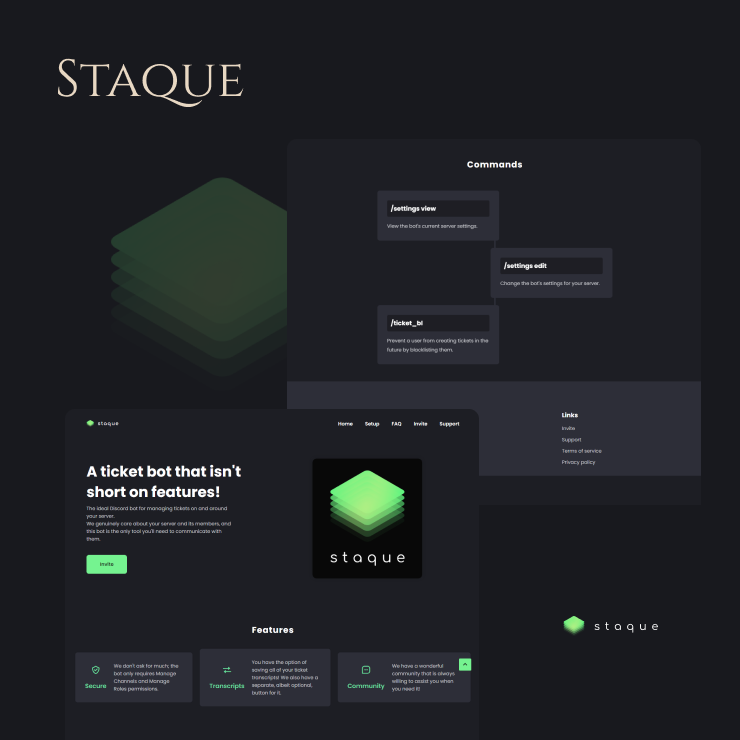 STAQUE
Commands
/settings view
View the bot's current server settings.
/settings edit
Change the bot's settings for your server.
/ticket_bl
Prevent a user from creating tickets in the
future by blacklisting them.
Links
Invite
Support
Terms of service
Privacy policy
staque
Home Setup FAQ Invite Support
A ticket bot that isn't
short on features!
The ideal Discord bot for managing tickets on and around
your server.
We genuinely care about your server and its members, and
this bot is the only tool you'll need to communicate with
them.
Invite
staque
Features
Secure
We don't ask for much; the
bot only requires Manage
Channels and Manage
Roles permissions.
Transcripts
You have the option of
saving all of your ticket
transcripts! We also have a
separate, albeit optional,
button for it.
Community
We have a wonderful
community that is always
willing to assist you when
you need it!
staque